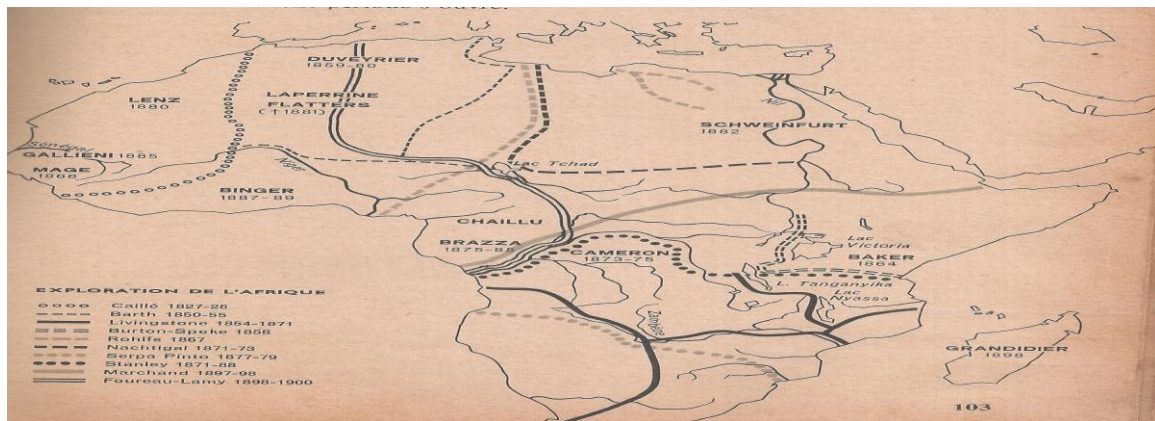 DUVEYRIER
1859-60
LENZ
1880
LAPERRINE
FLATTERS
(†1881)
Nil
SCHWEINFURT
1882
Sénégal
GALLIENI 1885
MAGE
1866
Niger
Lac Tchad
BINGER
1887-89
CHAILLU
BRAZZA
1875-85
CAMERON
1873-75
Lac
Victoria
BAKER
1864
L. Tanganyika
Lac
Nyassa
Zambèze
GRANDIDIER
1898
EXPLORATION DE L'AFRIQUE
Caillé 1827-28
Barth 1850-55
Livingstone 1854-1871
Burton-Speke 1858
Rohlfs 1867
Nachtigal 1871-73
Serpa Pinto 1877-79
Stanley 1871-88
Marchand 1897-98
Foureau-Lamy 1898-1900
103